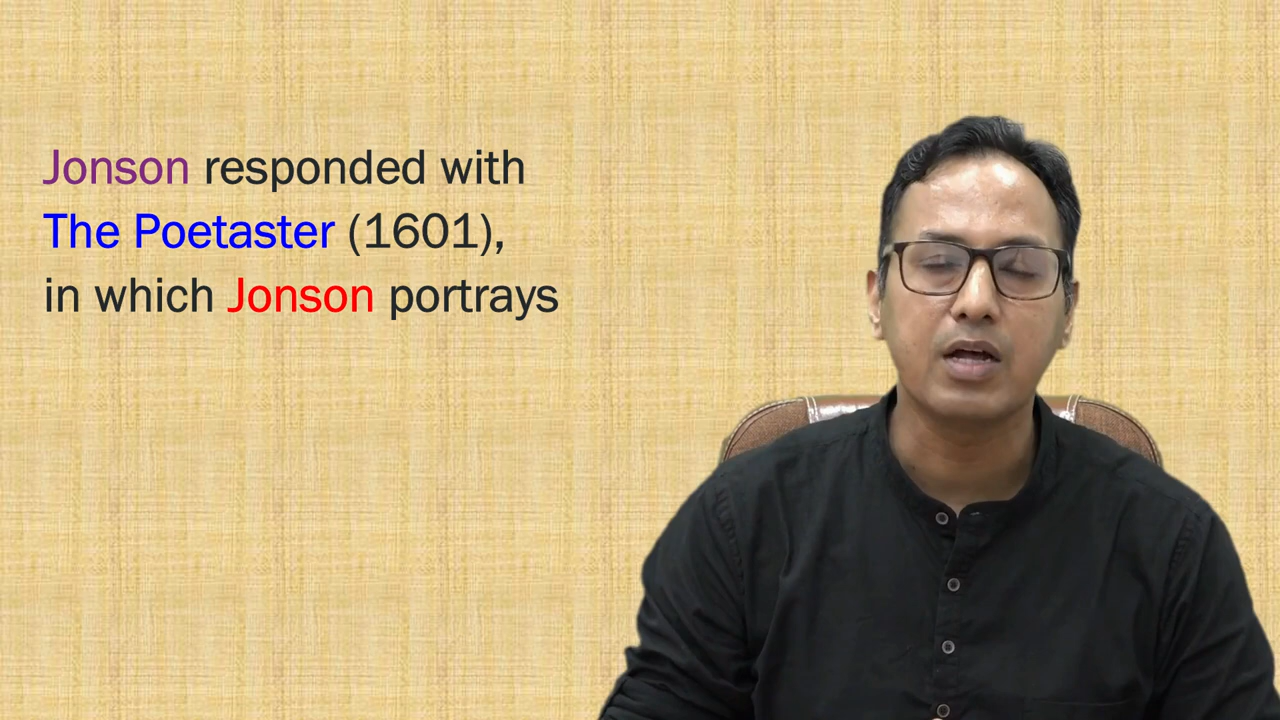 Jonson responded with
The Poetaster (1601),
in which Jonson portrays